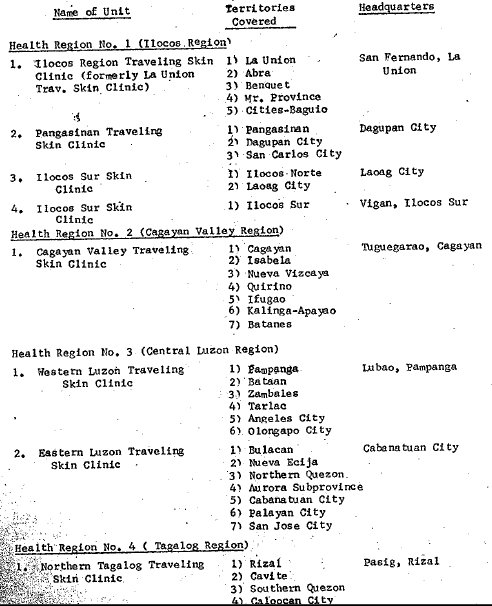 Name of Unit Territories Covered Headquarters
Health Region No. 1 (Ilocos Region)
1. Ilocos Region Traveling Skin 1) La Union San Fernando, La
Clinic (formerly La Union 2) Abra Union
Trav. Skin Clinic) 3) Benquet
4) Mr. Province
5) Cities-Baguio
2. Pangasinan Traveling 1) Pangasinan Dagupan City
Skin Clinic 2) Dagupan City
3) San Carlos City
3. Ilocos Sur Skin 1) Ilocos Norte Laoag City
Clinic 2) Laoag City
4. Ilocos Sur Skin 1) Ilocos Sur Vigan, Ilocos Sur
Clinic
Health Region No. 2 (Cagayan Valley Region)
1. Cagayan Valley Traveling 1) Cagayan Tuguegarao, Cagayan
Skin Clinic 2) Isabela
3) Nueva Vizcaya
4) Quirino
5) Ifugao
6) Kalinga-Apayao
7) Batanes
Health Region No. 3 (Central Luzon Region)
1. Western Luzon Traveling 1) Pampanga Lubao, Pampanga
Skin Clinic 2) Bataan
3) Zambales
4) Tarlac
5) Angeles City
6) Olongapo City
2. Eastern Luzon Traveling 1) Bulacan Cabanatuan City
Skin Clinic 2) Nueva Ecija
3) Northern Quezon
4) Aurora Subprovince
5) Cabanatuan City
6) Palayan City
7) San Jose City
Health Region No. 4 ( Tagalog Region)
1. Northern Tagalog Traveling 1) Rizal Pasig, Rizal
Skin Clinic 2) Cavite
3) Southern Quezon
4) Caloocan City